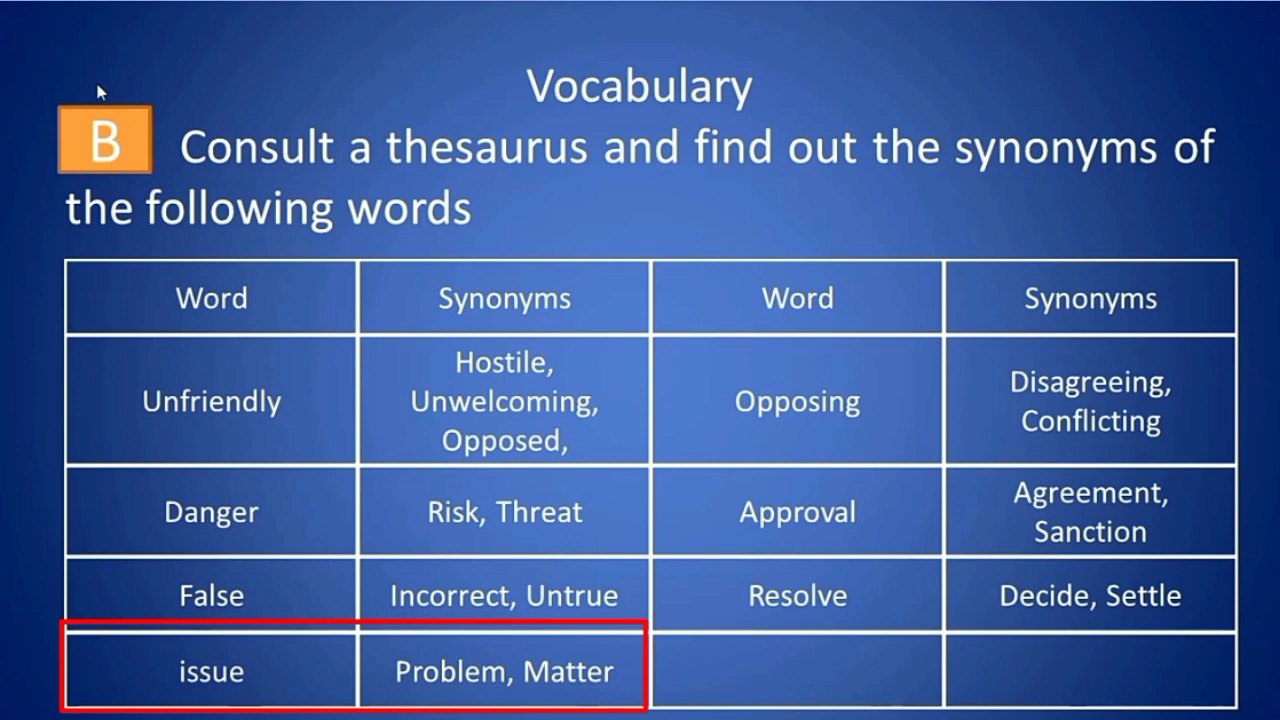 Vocabulary
B Consult a thesaurus and find out the synonyms of
the following words
Word Synonyms Word Synonyms
Unfriendly
Hostile,
Unwelcoming,
Opposed,
Opposing
Disagreeing,
Conflicting
Danger
Risk, Threat
Approval
Agreement,
Sanction
False
Incorrect, Untrue
Resolve
Decide, Settle
issue
Problem, Matter